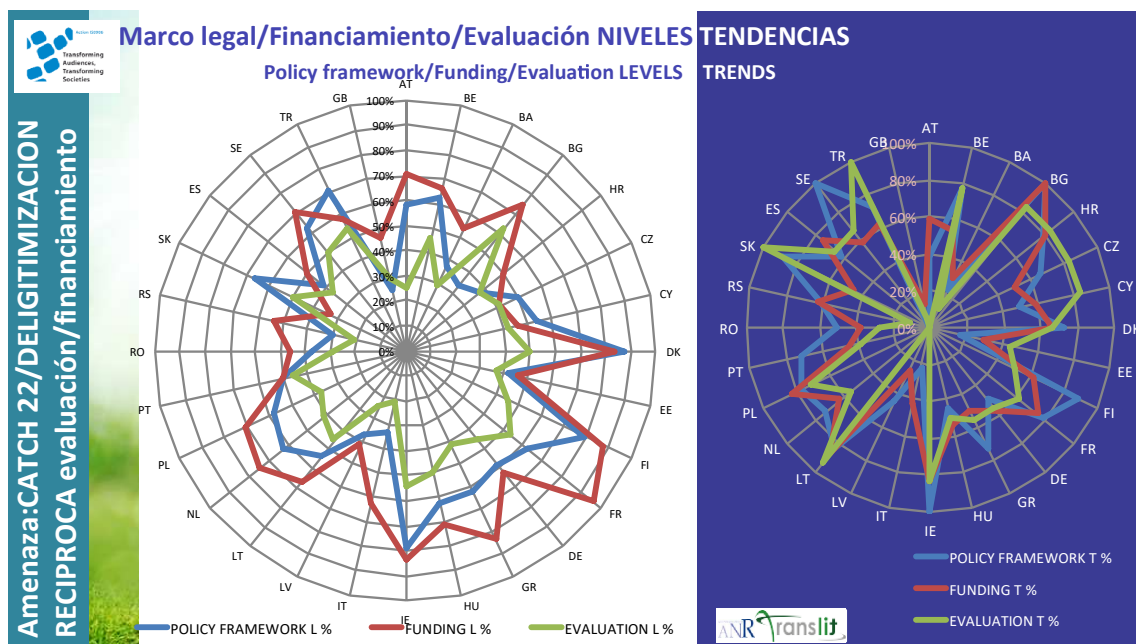 Action IS0906
Transforming
Audiences,
Transforming
Societies
Marco legal/Financiamiento/Evaluación NIVELES TENDENCIAS
Policy framework/Funding/Evaluation LEVELS TRENDS
Amenaza:CATCH 22/DELIGITIMIZACION
RECIPROCA evaluación/financiamiento
AT
BE
BA
BG
HR
CZ
CY
DK
EE
FI
FR
DE
GR
HU
IE
IT
LV
LT
NL
PL
PT
RO
RS
SK
ES
SE
TR
GB
100%
90%
80%
70%
60%
50%
40%
30%
20%
10%
0%
POLICY FRAMEWORK L %
FUNDING L %
EVALUATION L %
AT
BE
BA
BG
HR
CZ
CY
DK
EE
FI
FR
DE
GR
HU
IE
IT
LV
LT
NL
PL
PT
RO
RS
SK
ES
SE
TR
GB
100%
80%
60%
40%
20%
0%
POLICY FRAMEWORK T %
FUNDING T %
EVALUATION T %
ANR Translit